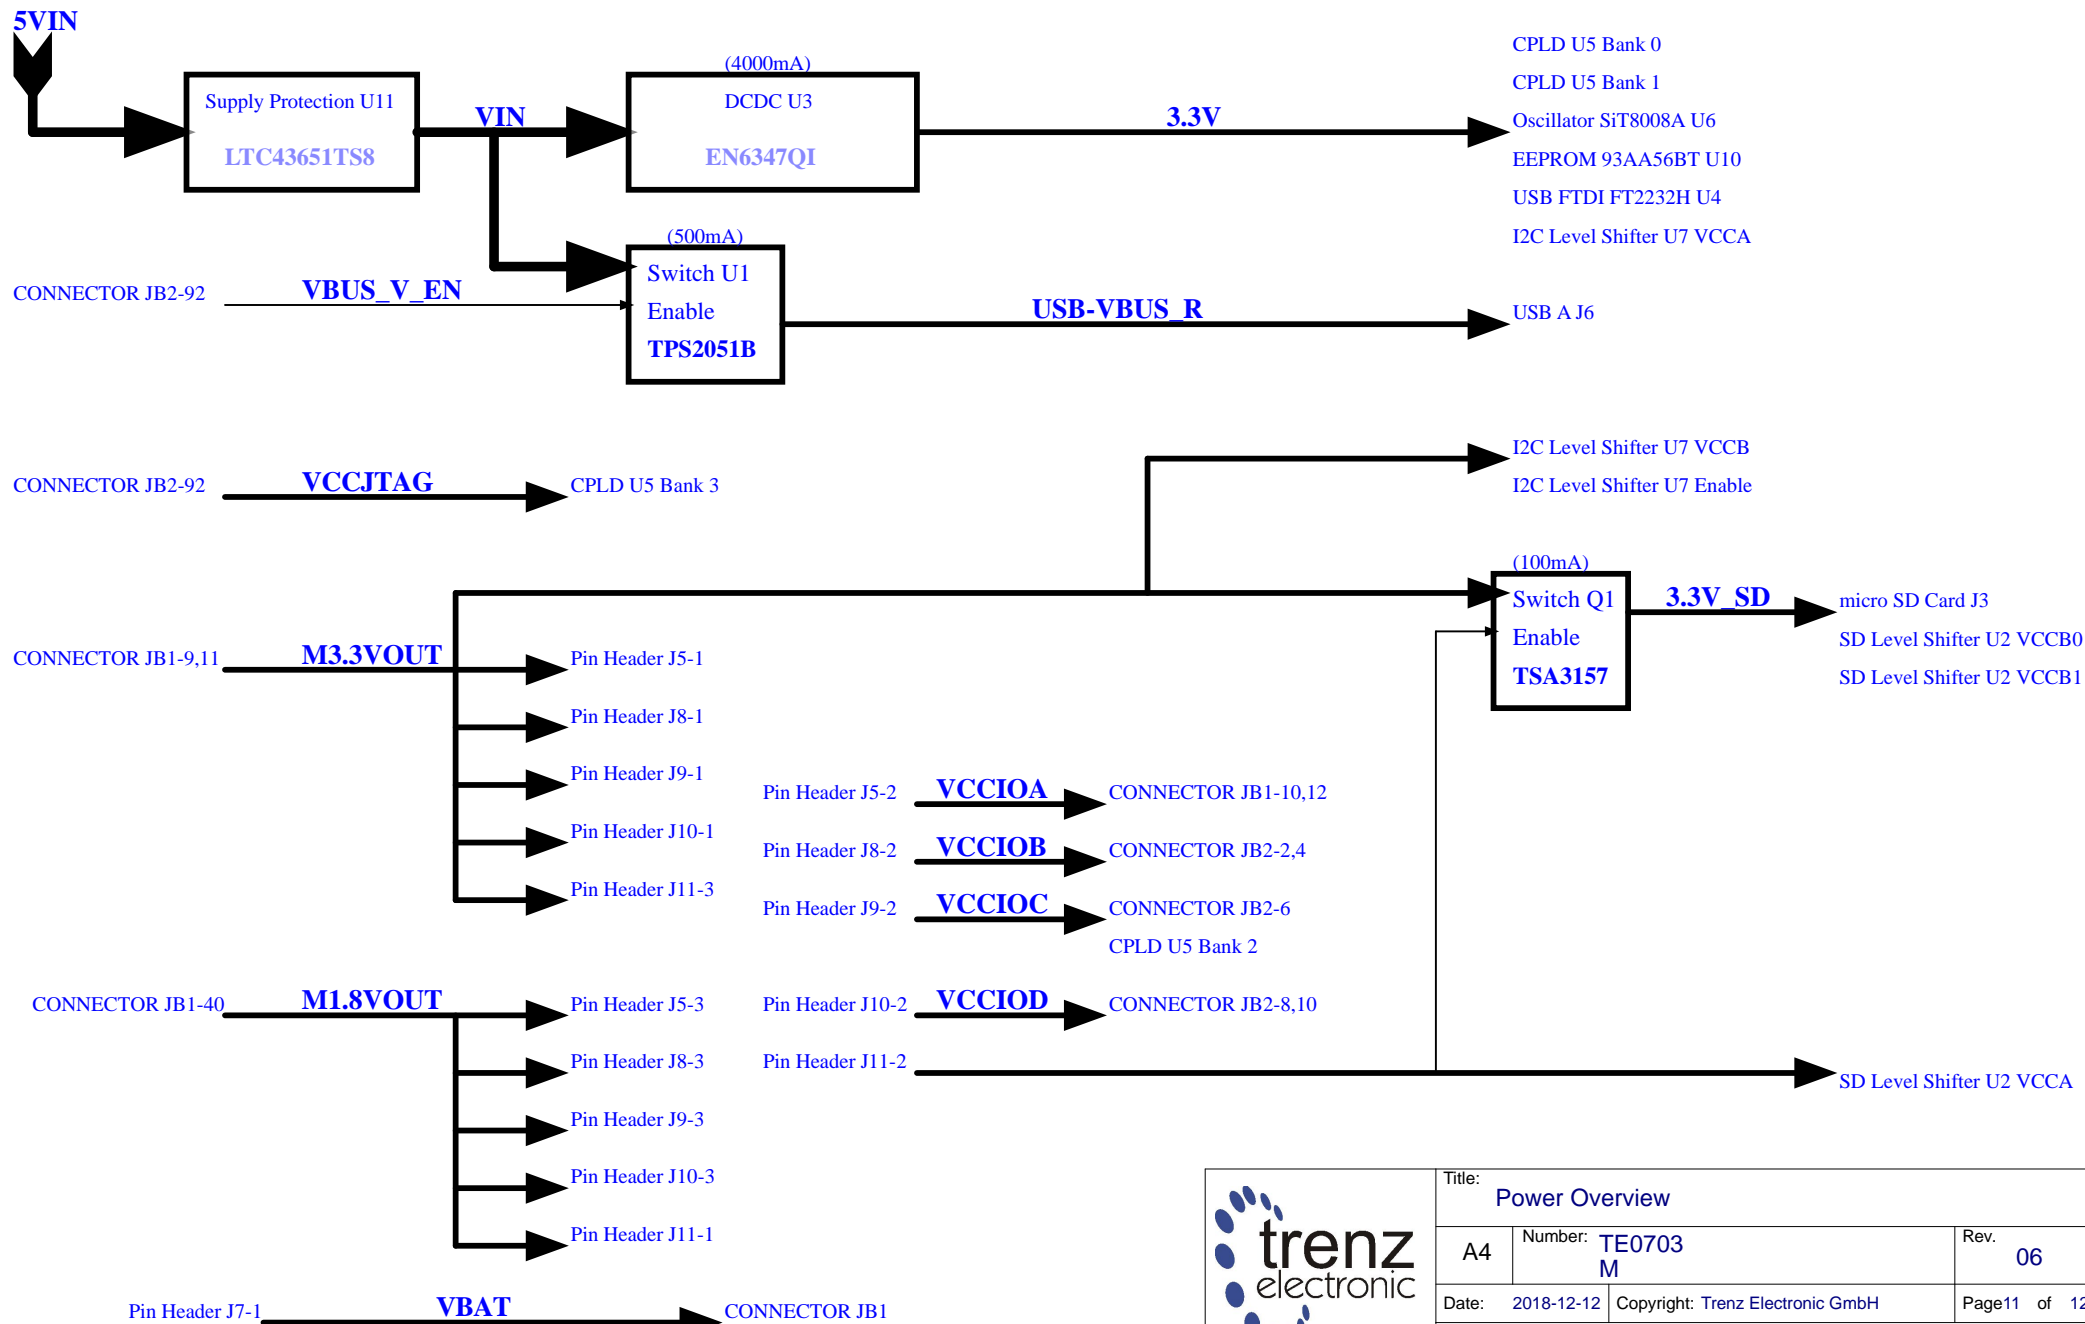 5VIN
(4000mA)
Supply Protection U11
LTC43651TS8
VIN
DCDC U3
EN6347QI
3.3V
CPLD U5 Bank 0
CPLD U5 Bank 1
Oscillator SiT8008A U6
EEPROM 93AA56BT U10
USB FTDI FT2232H U4
I2C Level Shifter U7 VCCA
(500mA)
CONNECTOR JB2-92
VBUS_V_EN
Switch U1
Enable
TPS2051B
USB-VBUS_R
USB A J6
CONNECTOR JB2-92
VCCJTAG
CPLD U5 Bank 3
I2C Level Shifter U7 VCCB
I2C Level Shifter U7 Enable
(100mA)
Switch Q1
Enable
TSA3157
3.3V_SD
micro SD Card J3
SD Level Shifter U2 VCCB0
SD Level Shifter U2 VCCB1
CONNECTOR JB1-9,11
M3.3VOUT
Pin Header J5-1
Pin Header J8-1
Pin Header J9-1
Pin Header J10-1
Pin Header J11-3
Pin Header J5-2
VCCIOA
CONNECTOR JB1-10,12
Pin Header J8-2
VCCIOB
CONNECTOR JB2-2,4
Pin Header J9-2
VCCIOC
CONNECTOR JB2-6
CPLD U5 Bank 2
CONNECTOR JB1-40
M1.8VOUT
Pin Header J5-3
Pin Header J8-3
Pin Header J9-3
Pin Header J10-3
Pin Header J11-1
Pin Header J10-2
VCCIOD
CONNECTOR JB2-8,10
Pin Header J11-2
SD Level Shifter U2 VCCA
Pin Header J7-1
VBAT
CONNECTOR JB1
trenz
electronic
Title:
Power Overview
A4
Number: TE0703
M
Rev.
06
Date: 2018-12-12
Copyright: Trenz Electronic GmbH
Page11 of 12